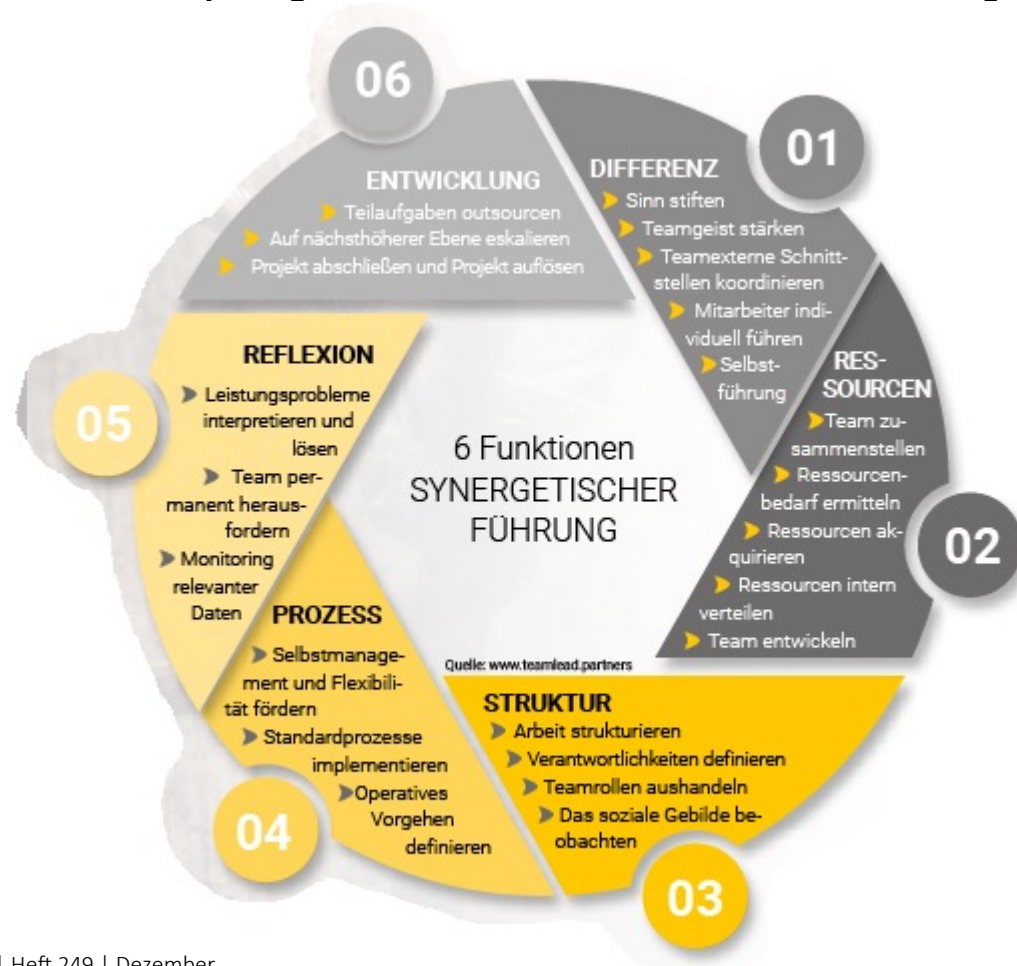 06
ENTWICKLUNG
Teilaufgaben outsourcen
Auf nächsthöherer Ebene eskalieren
Projekt abschließen und Projekt auflösen
01
DIFFERENZ
Sinn stiften
Teamgeist stärken
Teamexterne Schnitt-
stellen koordinieren
Mitarbeiter indi-
viduell führen
Selbst-
führung
02
RES-
SOURCEN
Team zu-
sammenstellen
Ressourcen-
bedarf ermitteln
Ressourcen ak-
quirieren
Ressourcen intern
verteilen
Team entwickeln
6 Funktionen
SYNERGETISCHER
FÜHRUNG
Quelle: www.teamlead.partners
STRUKTUR
Arbeit strukturieren
Verantwortlichkeiten definieren
Teamrollen aushandeln
Das soziale Gebilde be-
obachten
03
PROZESS
Selbstmanage-
ment und Flexibili-
tät fördern
Standardprozesse
implementieren
Operatives
Vorgehen
definieren
04
REFLEXION
Leistungsprobleme
interpretieren und
lösen
Team per-
manent heraus-
fordern
Monitoring
relevanter
Daten
05
| Heft 249 | Dezember